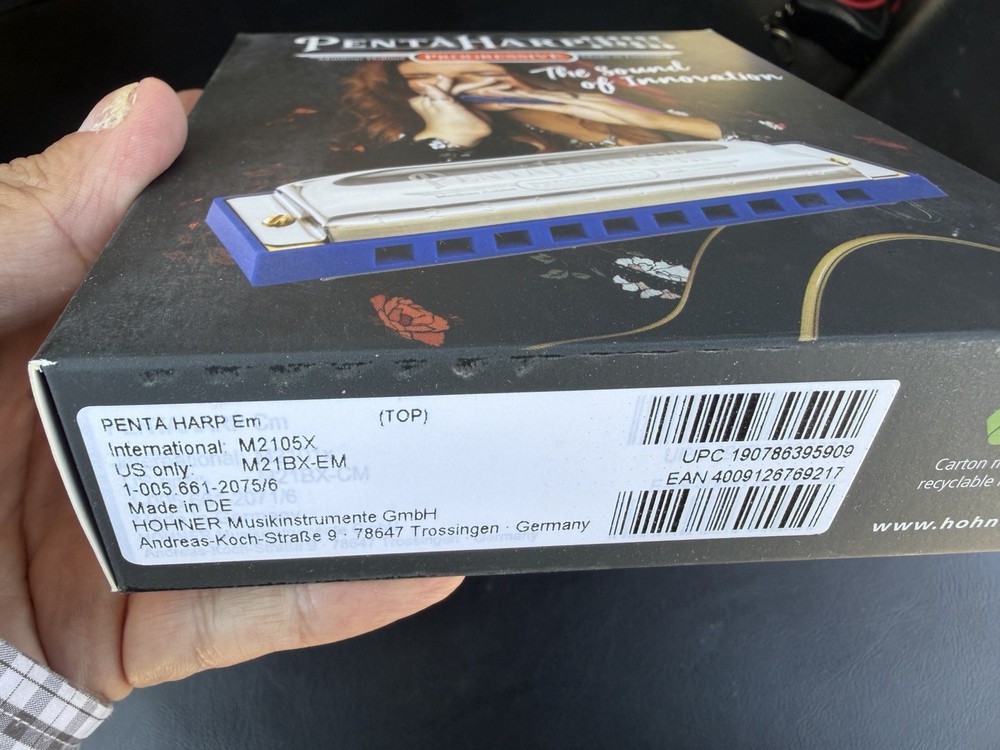 PENTAHARP
PROGRESSIVE
The Sound
of Innovation
PENTAHARP
PENTA HARP Em (TOP)
International: M2105X
US only: M21BX-EM
1-005.661-2075/6
Made in DE
HOHNER Musikinstrumente GmbH
Andreas-Koch-Straße 9 · 78647 Trossingen · Germany
UPC 190786395909
EAN 4009126769217
Carton
recyclable
www.hohn